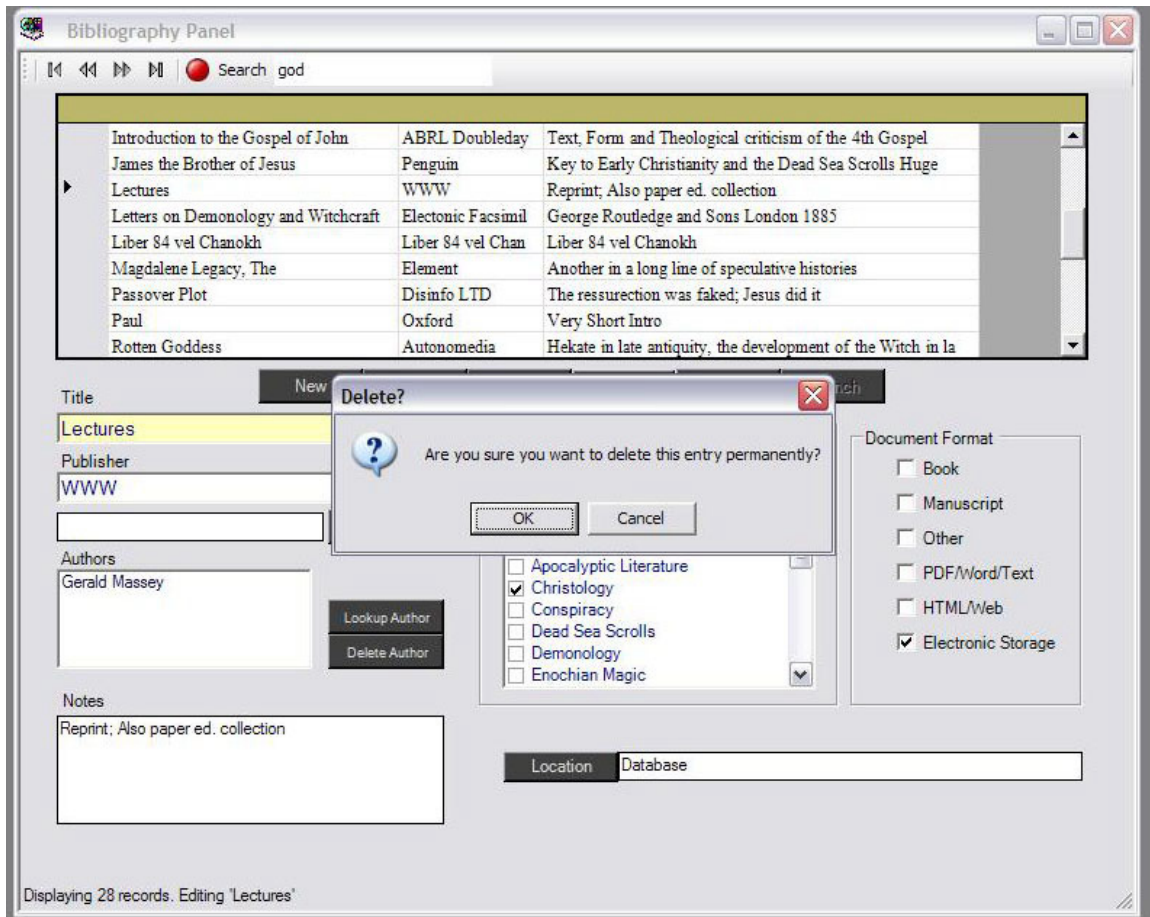 Bibliography Panel
Search god
Introduction to the Gospel of John ABRL Doubleday Text, Form and Theological criticism of the 4th Gospel
James the Brother of Jesus Penguin Key to Early Christianity and the Dead Sea Scrolls Huge
Lectures WWW Reprint; Also paper ed. collection
Letters on Demonology and Witchcraft Electonic Facsimil George Routledge and Sons London 1885
Liber 84 vel Chanokh Liber 84 vel Chan Liber 84 vel Chanokh
Magdalene Legacy, The Element Another in a long line of speculative histories
Passover Plot Disinfo LTD The ressurection was faked; Jesus did it
Paul Oxford Very Short Intro
Rotten Goddess Autonomedia Hekate in late antiquity, the development of the Witch in la
New
Delete?
Are you sure you want to delete this entry permanently?
OK Cancel
Title
Lectures
Publisher
WWW
Authors
Gerald Massey
Lookup Author
Delete Author
Apocalyptic Literature
Christology
Conspiracy
Dead Sea Scrolls
Demonology
Enochian Magic
Document Format
Book
Manuscript
Other
PDF/Word/Text
HTML/Web
Electronic Storage
Notes
Reprint; Also paper ed. collection
Location Database
Displaying 28 records. Editing 'Lectures'